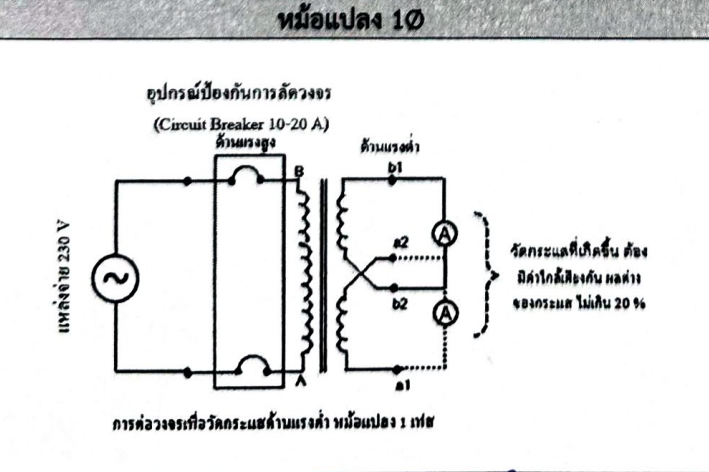 หม้อแปลง 1Ø
อุปกรณ์ป้องกันการลัดวงจร
(Circuit Breaker 10-20 A)
ด้านแรงสูง
ด้านแรงต่ำ
B
b1
A
a2
แหล่งจ่าย 230 V
~
วัดกระแสที่เกิดขึ้น ต้อง
มีค่าใกล้เคียงกัน ผลต่าง
ของกระแส ไม่เกิน 20 %
b2
A
A
a1
การต่อวงจรเพื่อวัดกระแสด้านแรงต่ำ หม้อแปลง 1 เฟส